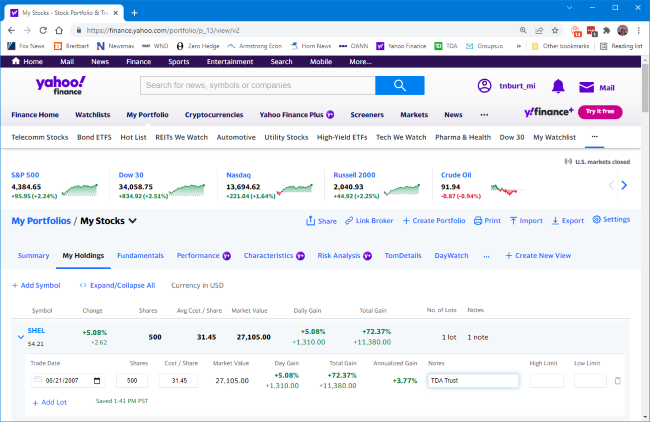 My Stocks - Stock Portfolio & Tr
https://finance.yahoo.com/portfolio/p_13/view/v2
Fox News Breitbart Newsmax WND Zero Hedge Armstrong Econ Horn News OANN Yahoo Finance TDA Groups.io » Other bookmarks Reading list
Home Mail News Finance Sports Entertainment Search Mobile More...
yahoo! finance
Search for news, symbols or companies
tnburt_mi
Mail
Finance Home Watchlists My Portfolio Cryptocurrencies Yahoo Finance Plus Y+ Screeners Markets News ... y!finance+ Try it free
Telecomm Stocks Bond ETFS Hot List REITs We Watch Automotive Utility Stocks High-Yield ETFs Tech We Watch Pharma & Health Dow 30 My Watchlist ...
U.S. markets closed
S&P 500 Dow 30 Nasdaq Russell 2000 Crude Oil
4,384.65 34,058.75 13,694.62 2,040.93 91.94
+95.95 (+2.24%) +834.92 (+2.51%) +221.04 (+1.64%) +44.92 (+2.25%) -0.87 (-0.94%)
My Portfolios / My Stocks Share Link Broker + Create Portfolio Print Import Export Settings
Summary My Holdings Fundamentals Performance Y+ Characteristics Y+ Risk Analysis Y+ TomDetails DayWatch ... + Create New View
+ Add Symbol <> Expand/Collapse All Currency in USD
Symbol Change Shares Avg Cost / Share Market Value Daily Gain Total Gain No. of Lots Notes
SHEL +5.08% 500 31.45 27,105.00 +5.08% +72.37% 1 lot 1 note
54.21 +2.62 +1,310.00 +11,380.00
Trade Date Shares Cost / Share Market Value Day Gain Total Gain Annualized Gain Notes High Limit Low Limit
06/21/2007 500 31.45 27,105.00 +5.08% +72.37% +3.77% TDA Trust
+1,310.00 +11,380.00
+ Add Lot Saved 1:41 PM PST